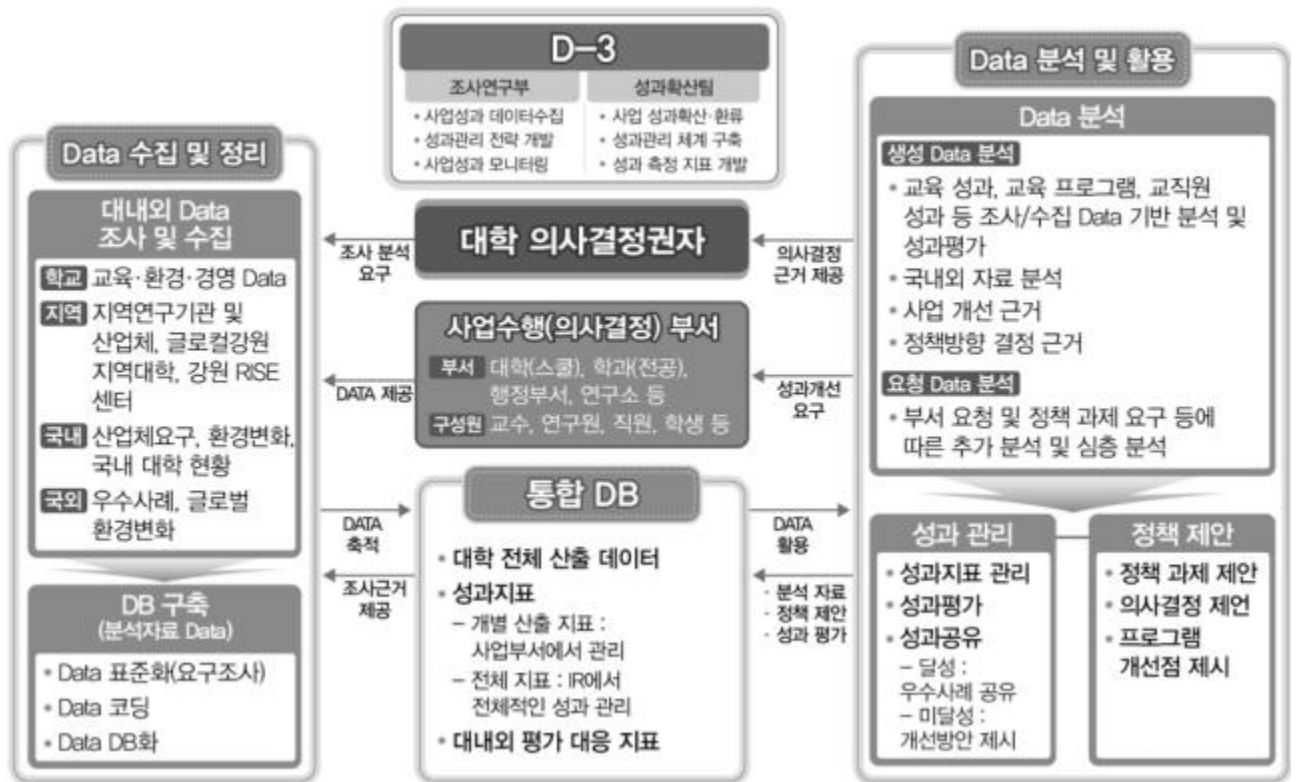 D-3
조사연구부
• 사업성과 데이터수집
• 성과관리 전략 개발
• 사업성과 모니터링
성과확산팀
• 사업 성과확산·환류
• 성과관리 체계 구축
• 성과 측정 지표 개발
Data 수집 및 정리
대내외 Data
조사 및 수집
학교 교육·환경·경영 Data
지역 지역연구기관 및
산업체, 글로컬강원
지역대학, 강원 RISE
센터
국내 산업체요구, 환경변화,
국내 대학 현황
국외 우수사례, 글로벌
환경변화
DB 구축
(분석자료 Data)
• Data 표준화(요구조사)
• Data 코딩
• Data DB화
조사 분석
요구
DATA 제공
DATA
축적
조사근거
제공
대학 의사결정권자
사업수행(의사결정) 부서
부서 대학(스쿨), 학과(전공),
행정부서, 연구소 등
구성원 교수, 연구원, 직원, 학생 등
통합 DB
• 대학 전체 산출 데이터
• 성과지표
– 개별 산출 지표 :
사업부서에서 관리
– 전체 지표 : IR에서
전체적인 성과 관리
• 대내외 평가 대응 지표
의사결정
근거 제공
성과개선
요구
DATA
활용
· 분석 자료
· 정책 제안
· 성과 평가
Data 분석 및 활용
Data 분석
생성 Data 분석
• 교육 성과, 교육 프로그램, 교직원
성과 등 조사/수집 Data 기반 분석 및
성과평가
• 국내외 자료 분석
• 사업 개선 근거
• 정책방향 결정 근거
요청 Data 분석
• 부서 요청 및 정책 과제 요구 등에
따른 추가 분석 및 심층 분석
성과 관리
• 성과지표 관리
• 성과평가
• 성과공유
– 달성 :
우수사례 공유
– 미달성 :
개선방안 제시
정책 제안
• 정책 과제 제안
• 의사결정 제언
• 프로그램
개선점 제시